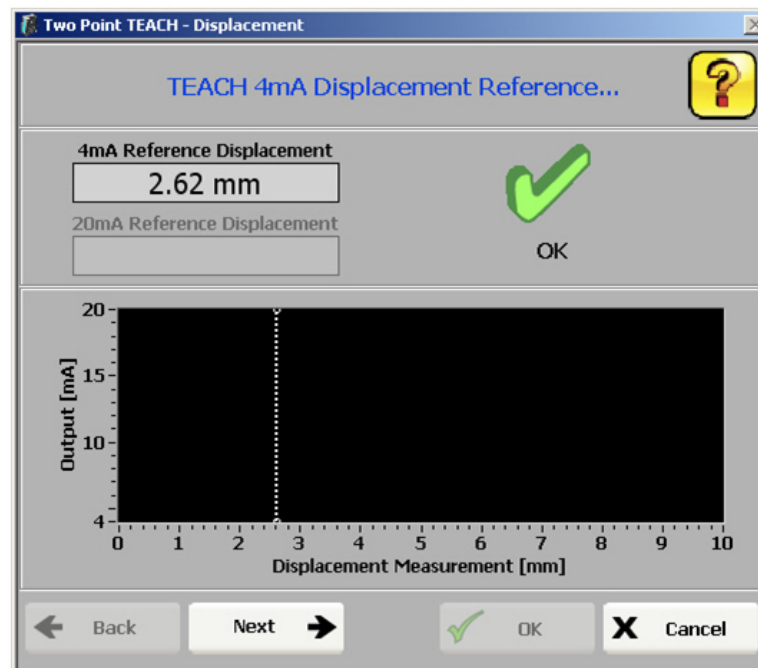 Two Point TEACH - Displacement
TEACH 4mA Displacement Reference...
?
4mA Reference Displacement
2.62 mm
20mA Reference Displacement
OK
20
15
10
4
Output [mA]
0 1 2 3 4 5 6 7 8 9 10
Displacement Measurement [mm]
Back Next OK X Cancel